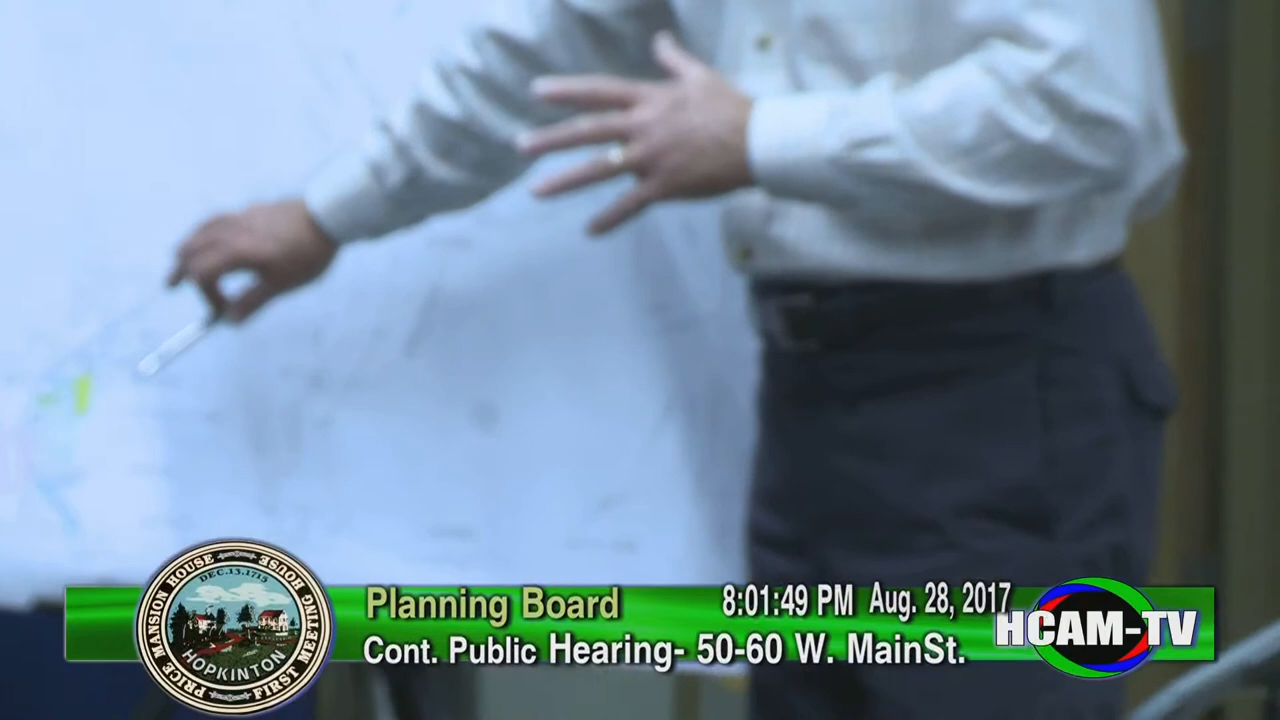 Planning Board
8:01:49 PM Aug. 28, 2017
Cont. Public Hearing- 50-60 W. MainSt.
HCAM-TV
PRICE MANSION HOUSE
FIRST MEETING HOUSE
DEC.13.1715
HOPKINTON